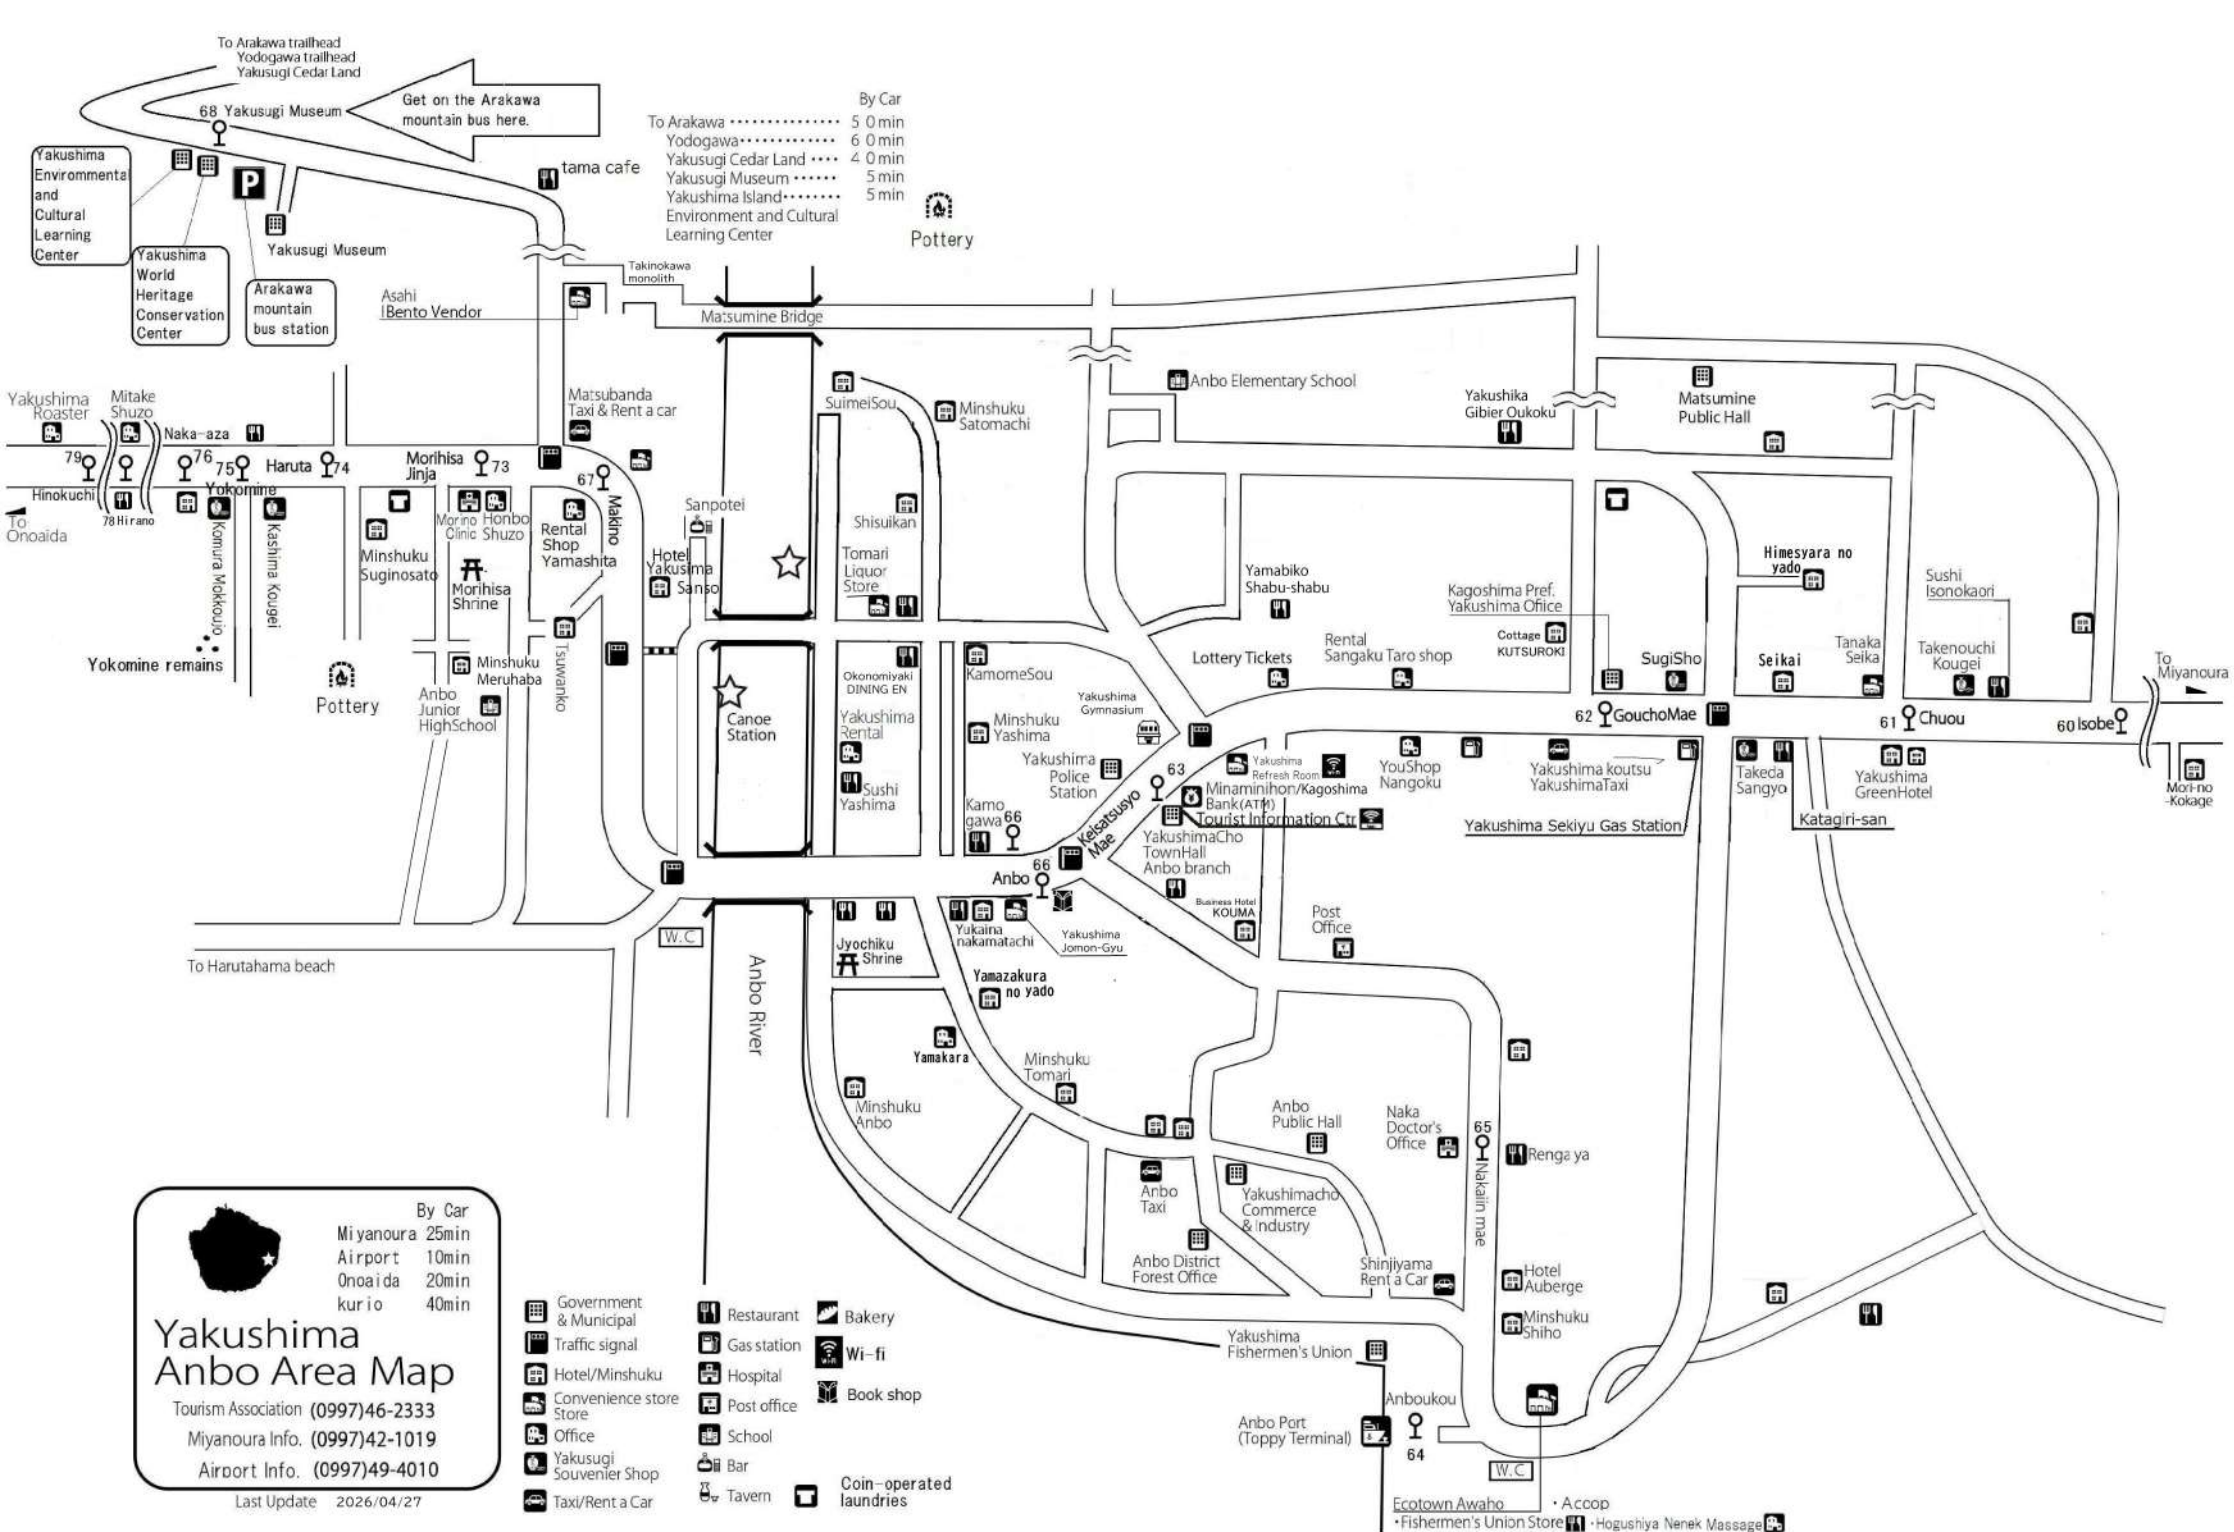 To Arakawa trailhead
Yodogawa trailhead
Yakusugi Cedar Land
68 Yakusugi Museum
Get on the Arakawa
mountain bus here.
Yakushima
Envirommental
and
Cultural
Learning
Center
P
Yakushima
World
Heritage
Conservation
Center
Yakusugi Museum
Arakawa
mountain
bus station
tama cafe
By Car
To Arakawa ・・・・・・・・・・・・・・・ 50min
Yodogawa・・・・・・・・・・・・ 60min
Yakusugi Cedar Land ・・・・ 40min
Yakusugi Museum ・・・・・・ 5min
Yakushima Island・・・・・・・・ 5min
Environment and Cultural
Learning Center
Pottery
Asahi
Bento Vendor
Takinokawa
monolith
Matsumine Bridge
Yakushima
Roaster
Mitake
Shuzo
Naka-aza
79
Hinokuchi
78 Hirano
76
75
Yokomine
Haruta
74
Morihisa
Jinja
73
To
Onoaida
Matsubanda
Taxi & Rent a car
67
Makino
Komura Mokkoujo
Kashima Kougei
Yokomine remains
Pottery
Minshuku
Suginosato
Morino
Clinic
Honbo
Shuzo
Morihisa
Shrine
Rental
Shop
Yamashita
Minshuku
Meruhaba
Anbo
Junior
HighSchool
Tsuwanko
Hotel
Yakusima
Sanso
Sanpotei
SuimeiSou
Minshuku
Satomachi
Shisuikan
Tomari
Liquor
Store
Canoe
Station
Okonomiyaki
DINING EN
Yakushima
Rental
Sushi
Yashima
KamomeSou
Minshuku
Yashima
Kamo
gawa
66
Yakushima
Gymnasium
Yakushima
Police
Station
Anbo Elementary School
Yakushika
Gibier Oukoku
Matsumine
Public Hall
Yamabiko
Shabu-shabu
Lottery Tickets
Rental
Sangaku Taro shop
Kagoshima Pref.
Yakushima Ofiice
Cottage
KUTSUROKI
SugiSho
Himesyara no
yado
Seikai
Tanaka
Seika
Sushi
Isonokaori
Takenouchi
Kougei
To
Miyanoura
62
GouchoMae
61
Chuou
60 Isobe
63
Keisatsusyo
Mae
Yakushima
Refresh Room
Wi-Fi
Minaminihon/Kagoshima
Bank(ATM)
Tourist Information Ctr
YakushimaCho
TownHall
Anbo branch
YouShop
Nangoku
Yakushima koutsu
YakushimaTaxi
Yakushima Sekiyu Gas Station
Takeda
Sangyo
Katagiri-san
Yakushima
GreenHotel
Mori-no
-Kokage
Anbo
66
Business Hotel
KOUMA
Post
Office
W.C
To Harutahama beach
Anbo River
Jyochiku
Shrine
Yukaina
nakamatachi
Yakushima
Jomon-Gyu
Yamazakura
no yado
Yamakara
Minshuku
Anbo
Minshuku
Tomari
Anbo
Taxi
Anbo
Public Hall
Naka
Doctor's
Office
65
Nakaiin mae
Renga ya
Yakushimacho
Commerce
& Industry
Anbo District
Forest Office
Shinjiyama
Rent a Car
Hotel
Auberge
Minshuku
Shiho
Yakushima
Fishermen's Union
Anboukou
64
Anbo Port
(Toppy Terminal)
W.C
Ecotown Awaho
・Accop
・Fishermen's Union Store
・Hogushiya Nenek Massage
By Car
Miyanoura 25min
Airport 10min
Onoaida 20min
kurio 40min
Yakushima
Anbo Area Map
Tourism Association (0997)46-2333
Miyanoura Info. (0997)42-1019
Airport Info. (0997)49-4010
Last Update 2026/04/27
Government
& Municipal
Traffic signal
Hotel/Minshuku
Convenience store
Store
Office
Yakusugi
Souvenier Shop
Taxi/Rent a Car
Restaurant
Gas station
Hospital
Post office
School
Bar
Tavern
Bakery
Wi-fi
Book shop
Coin-operated
laundries